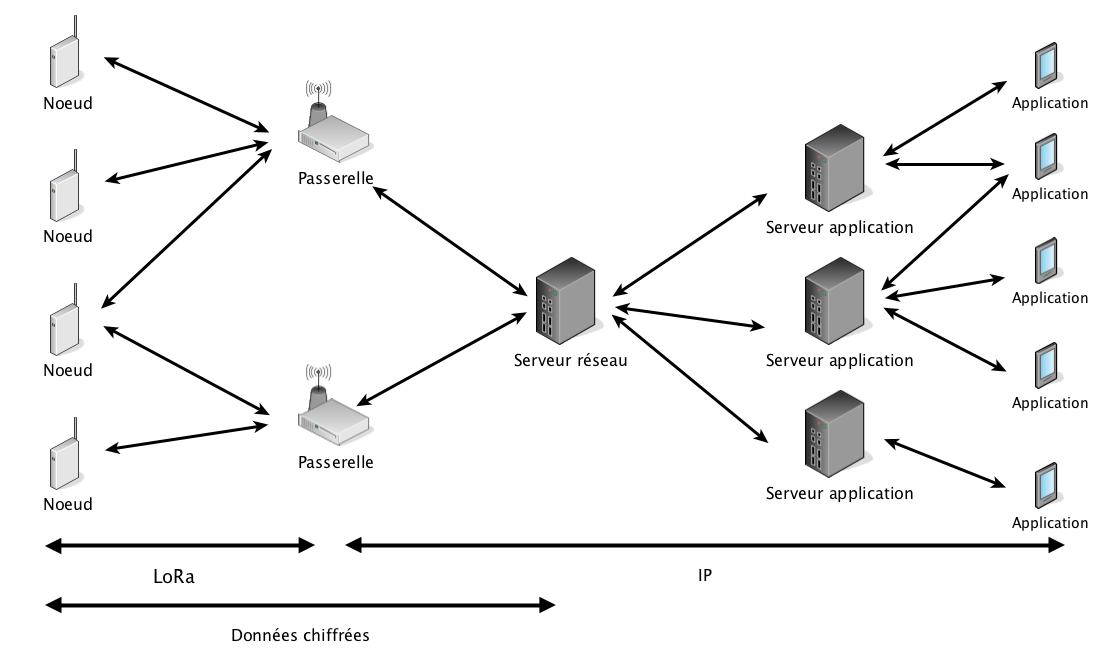 Noeud
Noeud
Noeud
Noeud
Passerelle
Passerelle
Serveur réseau
Serveur application
Serveur application
Serveur application
Application
Application
Application
Application
Application
LoRa
IP
Données chiffrées